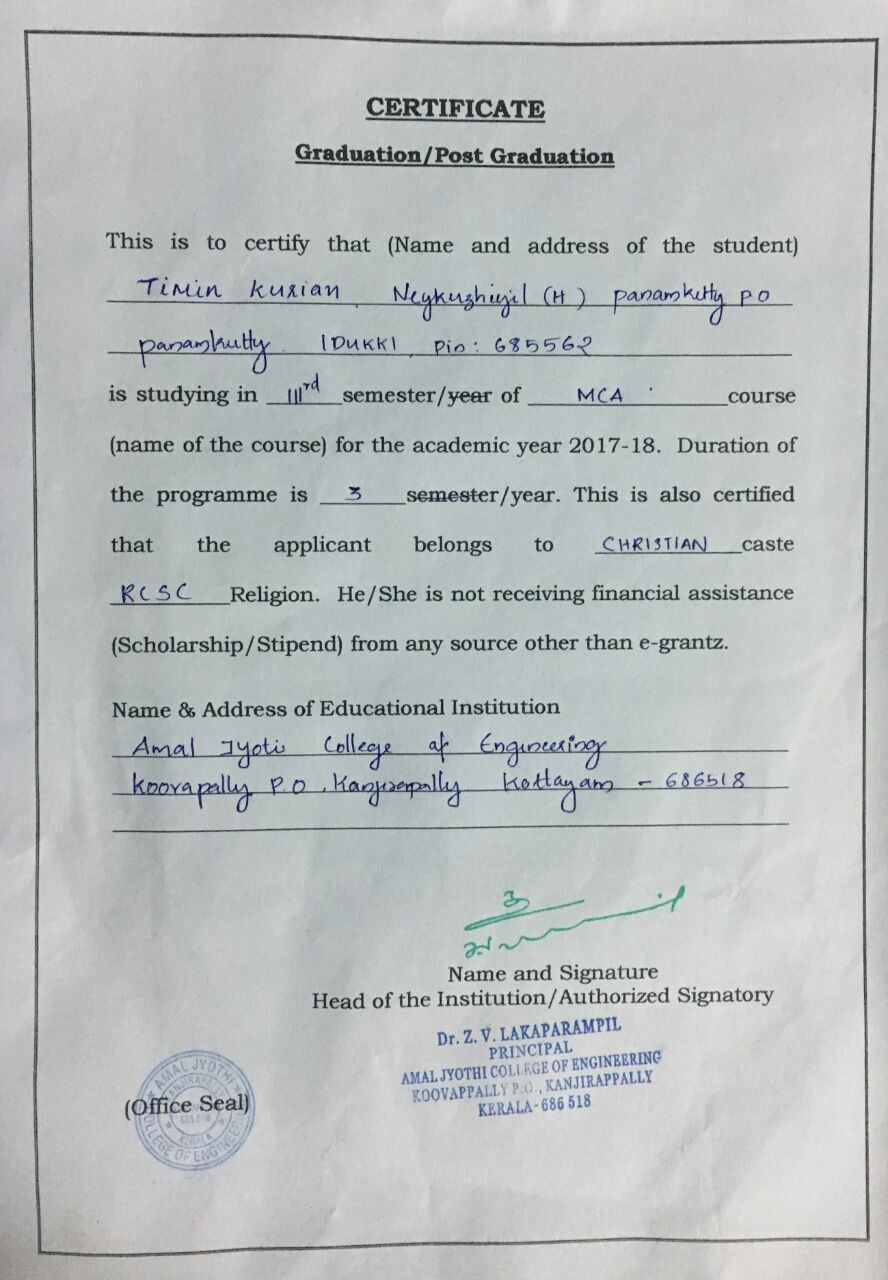 CERTIFICATE
Graduation/Post Graduation
This is to certify that (Name and address of the student)
Timin Kurian, Neykuzhiyil (H) panamkutty P O
panamkutty IDUKKI, Pin: 685562
is studying in IIIrd semester/year of MCA course
(name of the course) for the academic year 2017-18. Duration of
the programme is 3 semester/year. This is also certified
that the applicant belongs to CHRISTIAN caste
RCSC Religion. He/She is not receiving financial assistance
(Scholarship/Stipend) from any source other than e-grantz.
Name & Address of Educational Institution
Amal Jyoti College of Engineering
Koovapally P.O, Kanjirapally Kottayam - 686518
Name and Signature
Head of the Institution/Authorized Signatory
Dr. Z. V. LAKAPARAMPIL
PRINCIPAL
AMAL JYOTHI COLLEGE OF ENGINEERING
KOOVAPPALLY P.O., KANJIRAPPALLY
KERALA - 686 518
(Office Seal)
AMAL JYOTHI
COLLEGE OF ENGINEERING
KERALA